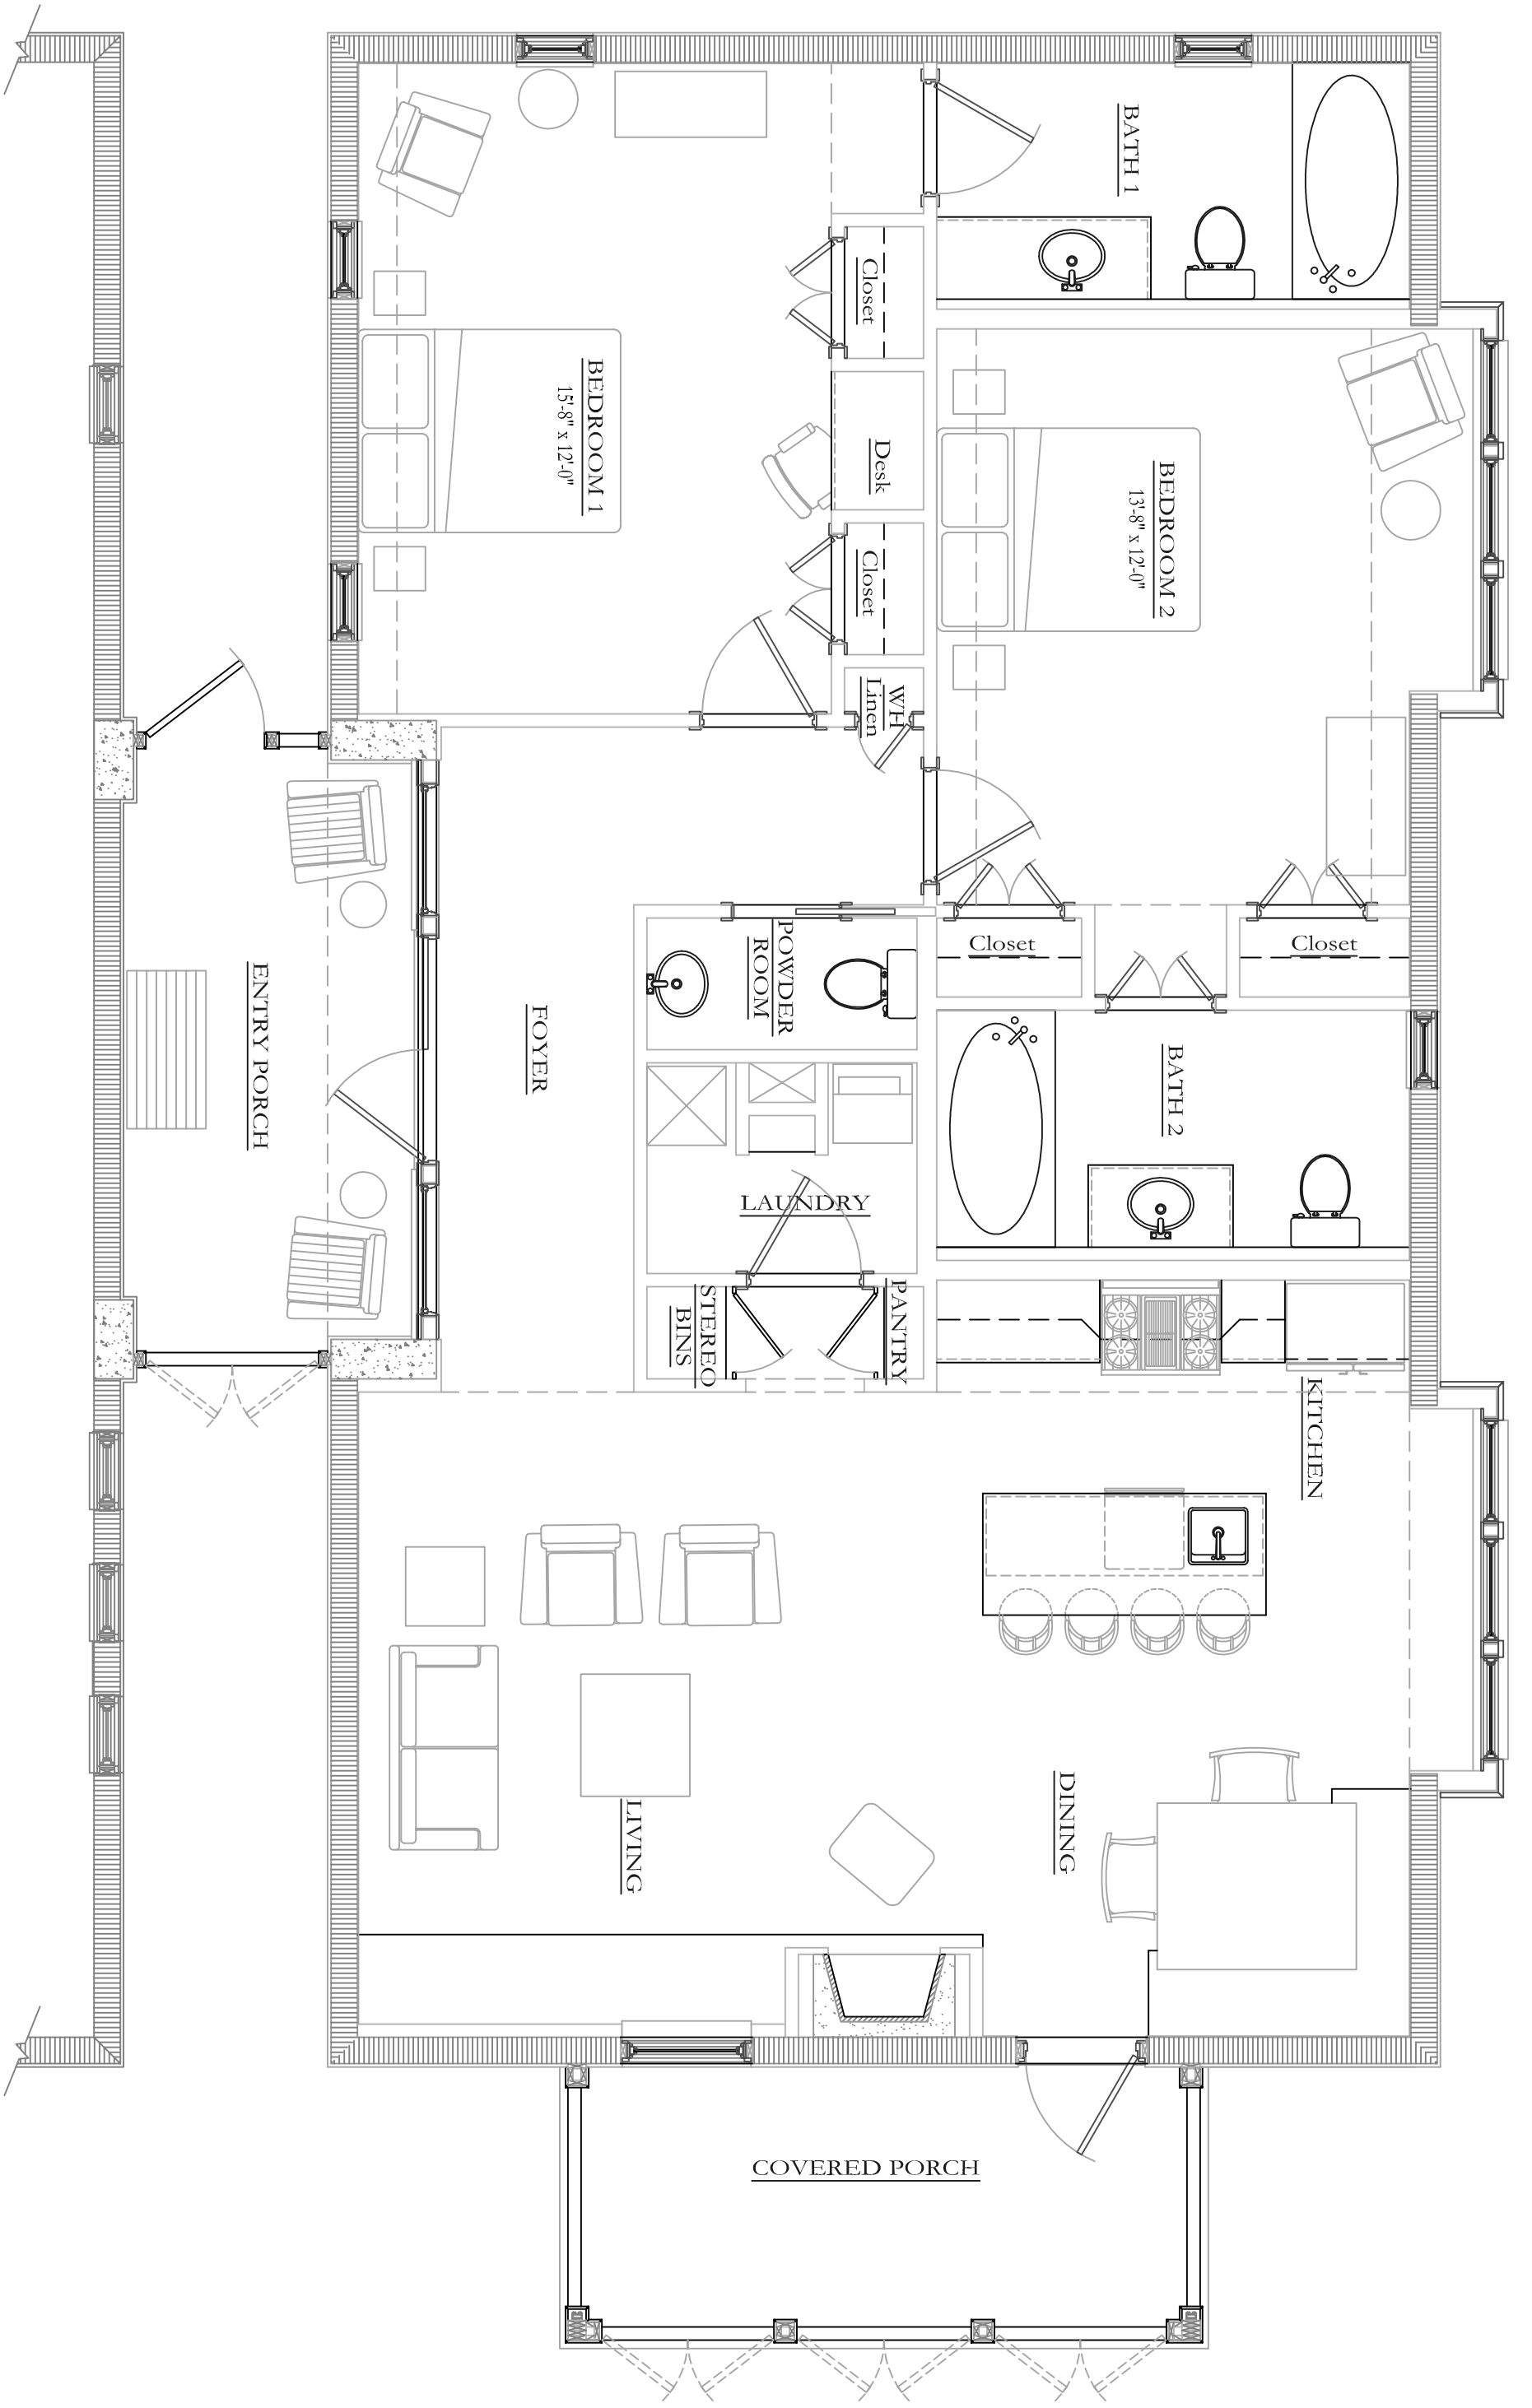 BATH 1
Closet
BEDROOM 1
15'-8" x 12'-0"
Desk
BEDROOM 2
13'-8" x 12'-0"
Closet
WH
Linen
Closet
Closet
POWDER
ROOM
ENTRY PORCH
FOYER
BATH 2
LAUNDRY
STEREO
BINS
PANTRY
KITCHEN
DINING
LIVING
COVERED PORCH